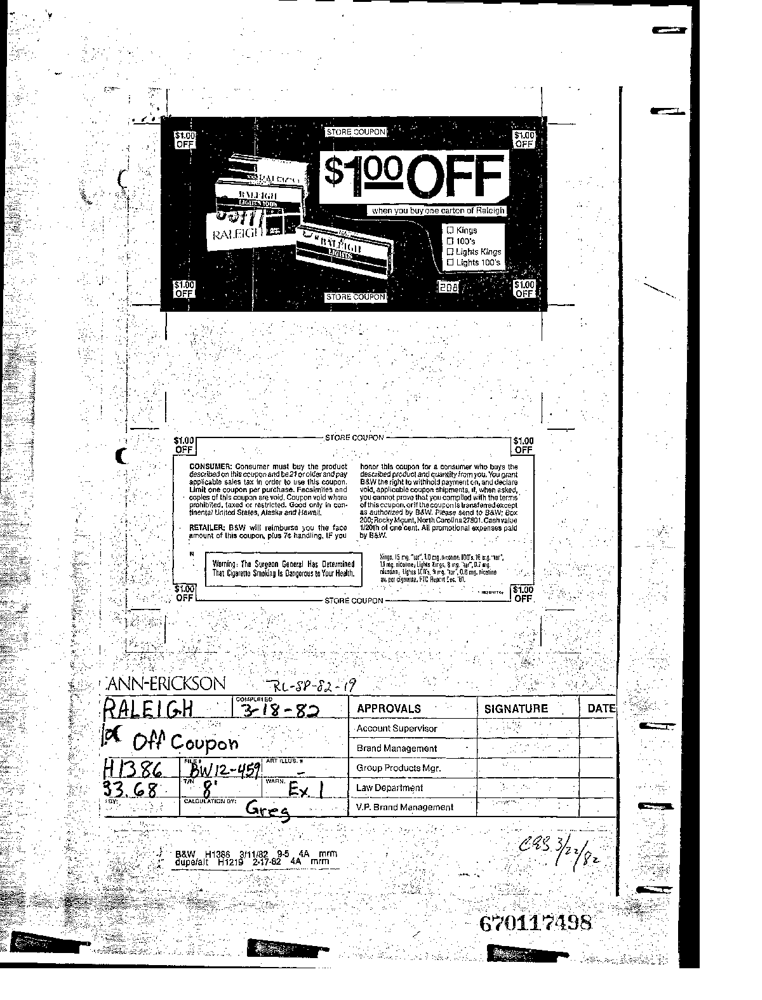 $1.00 OFF
STORE COUPON
$1.00 OFF
$1.00 OFF
when you buy one carton of Raleigh
RALEIGH
RALEIGH
LIGHTS 100's
RALEIGH
RALEIGH
LIGHTS
☐ Kings
☐ 100's
☐ Lights Kings
☐ Lights 100's
208
$1.00 OFF
STORE COUPON
$1.00 OFF
$1.00 OFF
STORE COUPON
$1.00 OFF
CONSUMER: Consumer must buy the product
described on this coupon and be 21 or older and pay
applicable sales tax in order to use this coupon.
Limit one coupon per purchase. Facsimiles and
copies of this coupon are void. Coupon void where
prohibited, taxed or restricted. Good only in con-
tinental United States, Alaska and Hawaii.
RETAILER: B&W will reimburse you the face
amount of this coupon, plus 7¢ handling, IF you
honor this coupon for a consumer who buys the
described product and quantity from you. You grant
B&W the right to withhold payment on, and declare
void, applicable coupon shipments, if, when asked,
you cannot prove that you complied with the terms
of this coupon, or if the coupon is transferred except
as authorized by B&W. Please send to B&W: Box
200; Rocky Mount, North Carolina 27801. Cash value
1/20th of one cent. All promotional expenses paid
by B&W.
Warning: The Surgeon General Has Determined
That Cigarette Smoking Is Dangerous to Your Health.
Kings, 15 mg. "tar", 1.0 mg. nicotine; 100's, 16 mg. "tar",
nicotine; Lights Kings, 8 mg. "tar", 0.7 mg.
nicotine; Lights 100's, 9 mg. "tar", 0.8 mg. nicotine
av. per cigarette, FTC Report Dec. '81.
$1.00 OFF
STORE COUPON
$1.00 OFF
ANN-ERICKSON
RL-SP-82-19
RALEIGH
COMPLETED
3-18-82
Off Coupon
H1386
FILE #
BW12-459
ART ILLUS. #
-
33.68
T/N
8
WARN.
Ex 1
BY:
CALCULATION BY:
Greg
APPROVALS SIGNATURE DATE
Account Supervisor
Brand Management
Group Products Mgr.
Law Department
V.P. Brand Management
B&W H1386 3/11/82 9-5 4A mrm
dupe/alt H1219 2-17-82 4A mrm
3/22/82
670117498